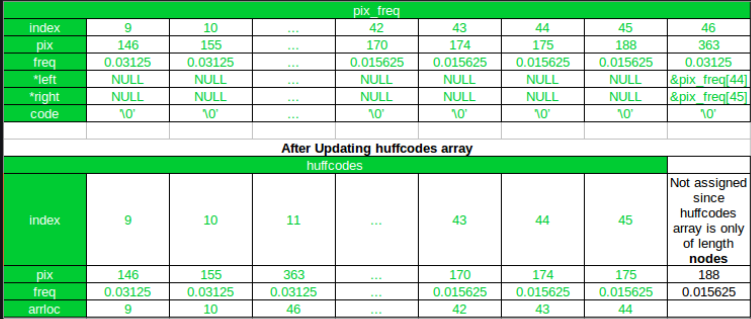 pix_freq
index 9 10 ... 42 43 44 45 46
pix 146 155 ... 170 174 175 188 363
freq 0.03125 0.03125 ... 0.015625 0.015625 0.015625 0.015625 0.03125
*left NULL NULL ... NULL NULL NULL NULL &pix_freq[44]
*right NULL NULL ... NULL NULL NULL NULL &pix_freq[45]
code '\0' '\0' ... '\0' '\0' '\0' '\0' '\0'
After Updating huffcodes array
huffcodes
index 9 10 11 ... 43 44 45 Not assigned
since
huffcodes
array is only
of length
nodes
pix 146 155 363 ... 170 174 175 188
freq 0.03125 0.03125 0.03125 ... 0.015625 0.015625 0.015625 0.015625
arrloc 9 10 46 ... 42 43 44